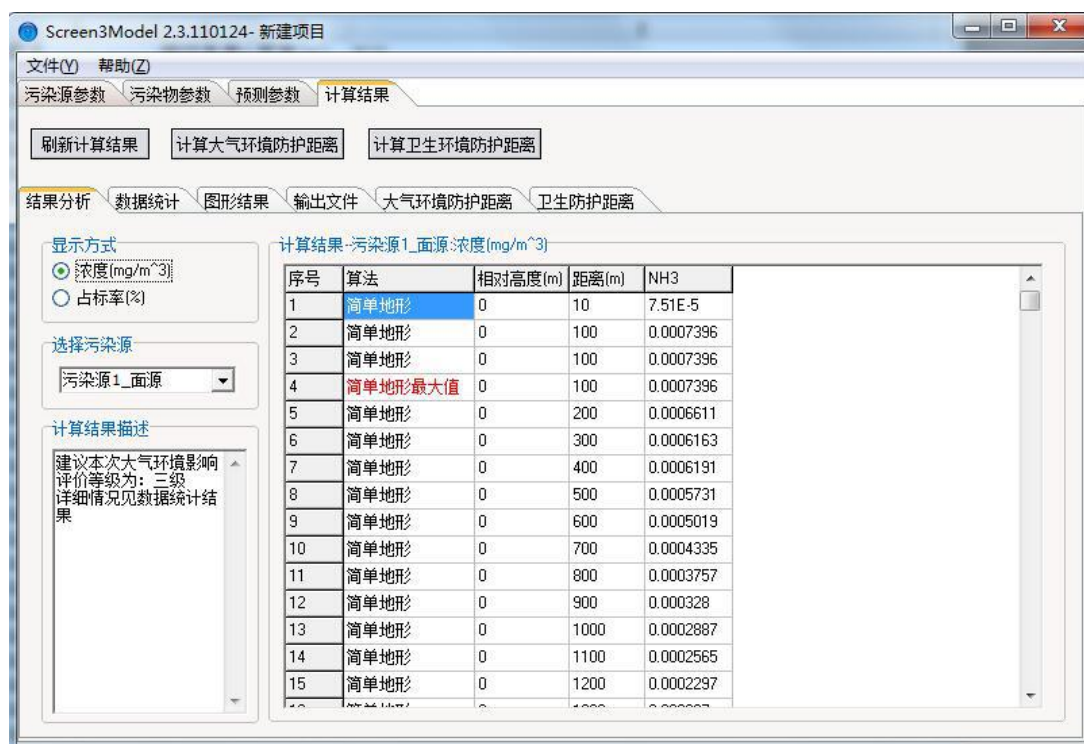 Screen3Model 2.3.110124- 新建项目
文件(Y) 帮助(Z)
污染源参数 污染物参数 预测参数 计算结果
刷新计算结果 计算大气环境防护距离 计算卫生环境防护距离
结果分析 数据统计 图形结果 输出文件 大气环境防护距离 卫生防护距离
显示方式
浓度(mg/m^3)
占标率(%)
选择污染源
污染源1_面源
计算结果描述
建议本次大气环境影响
评价等级为：三级
详细情况见数据统计结
果
计算结果-污染源1_面源:浓度(mg/m^3)
序号 算法 相对高度(m) 距离(m) NH3
1 简单地形 0 10 7.51E-5
2 简单地形 0 100 0.0007396
3 简单地形 0 100 0.0007396
4 简单地形最大值 0 100 0.0007396
5 简单地形 0 200 0.0006611
6 简单地形 0 300 0.0006163
7 简单地形 0 400 0.0006191
8 简单地形 0 500 0.0005731
9 简单地形 0 600 0.0005019
10 简单地形 0 700 0.0004335
11 简单地形 0 800 0.0003757
12 简单地形 0 900 0.000328
13 简单地形 0 1000 0.0002887
14 简单地形 0 1100 0.0002565
15 简单地形 0 1200 0.0002297